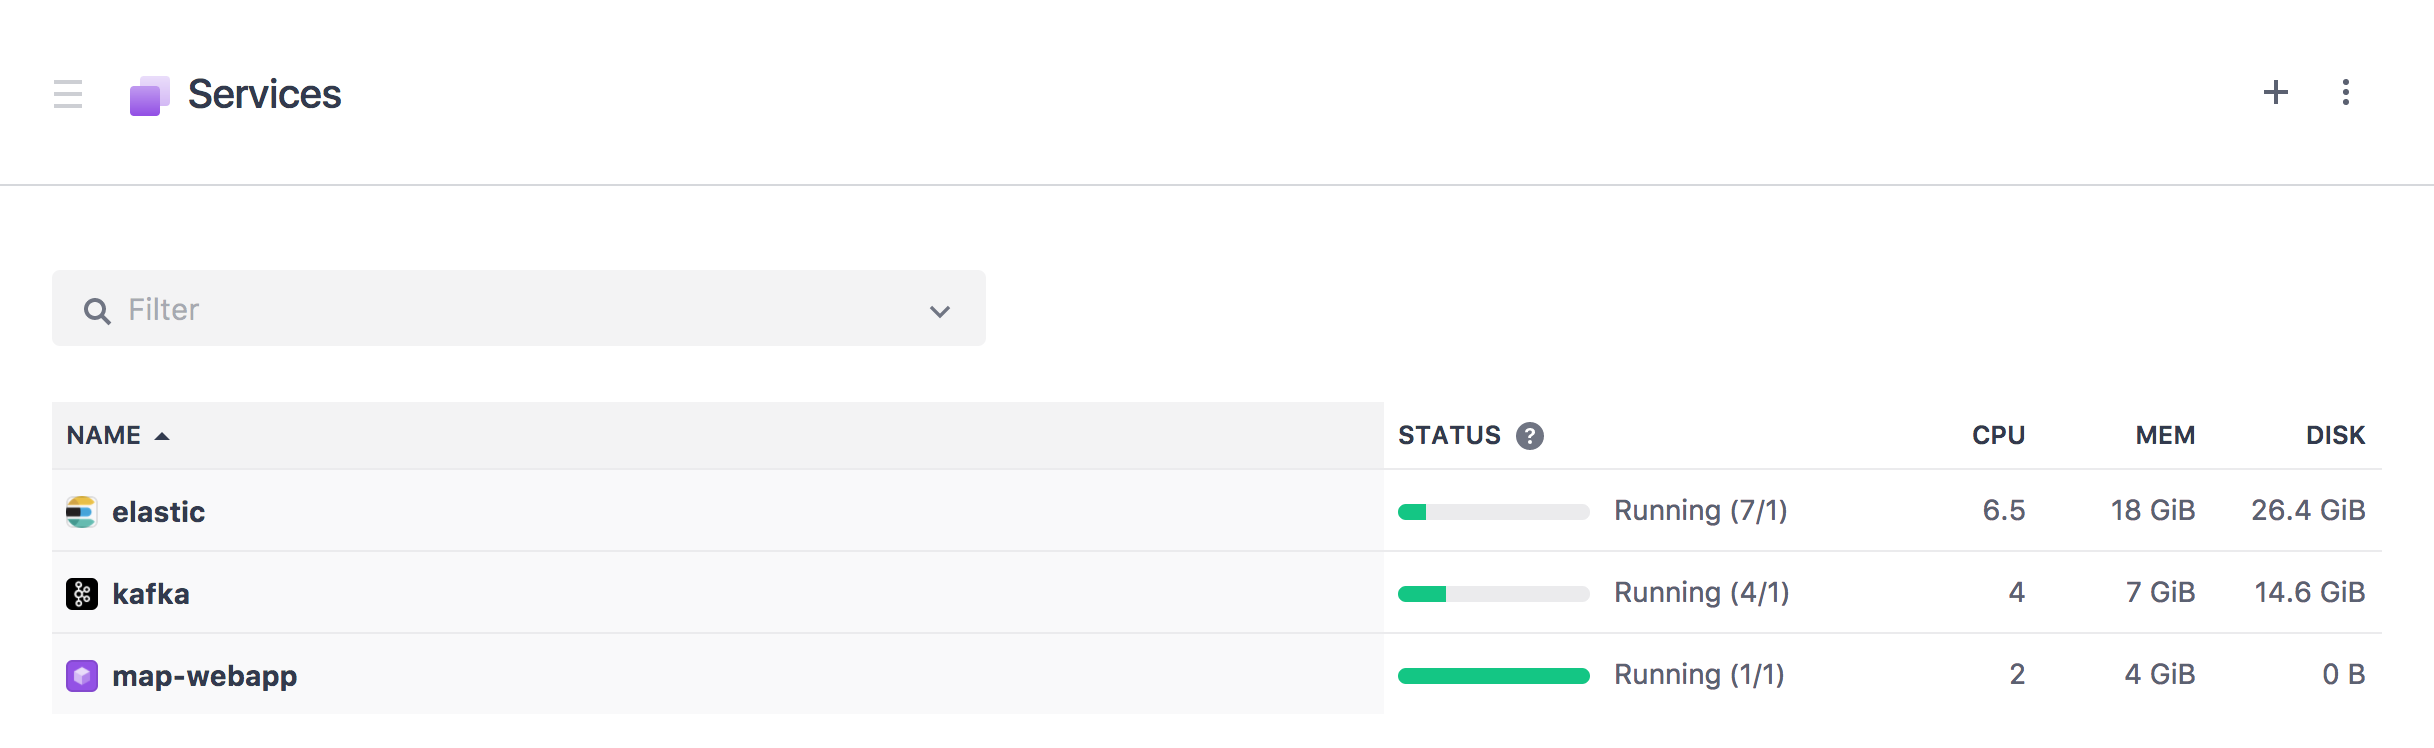 Services
Filter
NAME STATUS ? CPU MEM DISK
elastic Running (7/1) 6.5 18 GiB 26.4 GiB
kafka Running (4/1) 4 7 GiB 14.6 GiB
map-webapp Running (1/1) 2 4 GiB 0 B